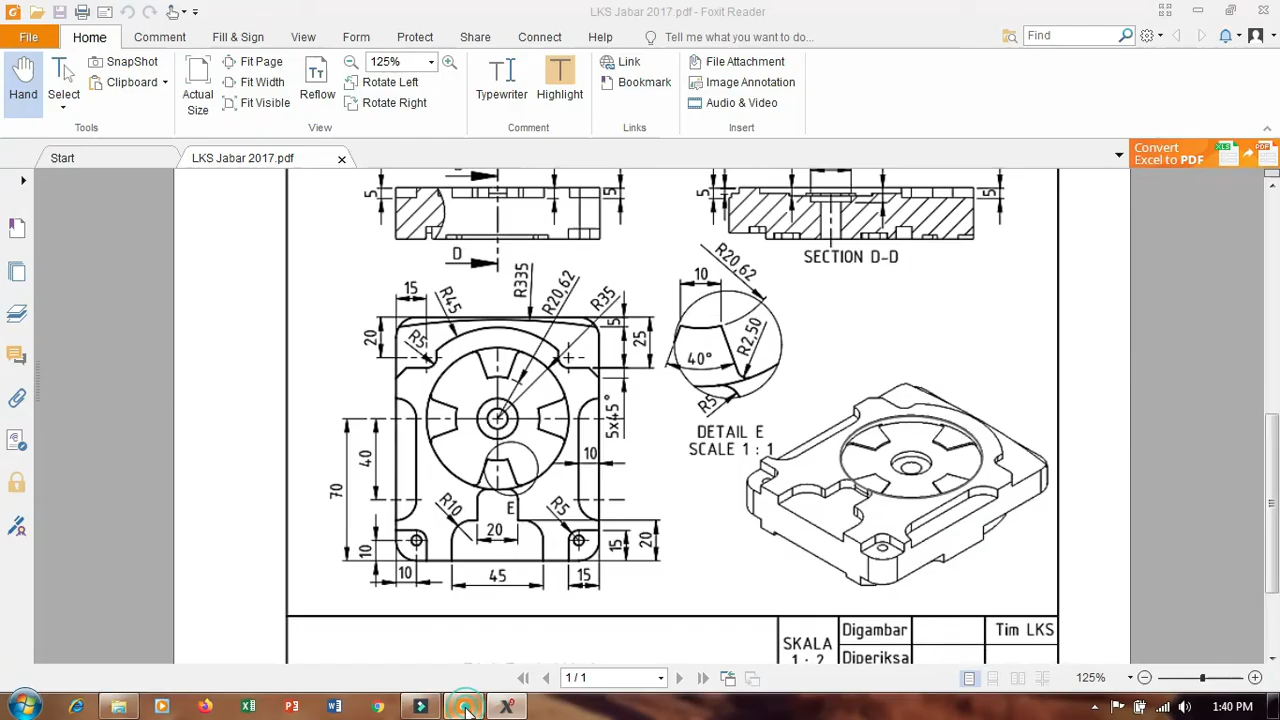 LKS Jabar 2017.pdf - Foxit Reader
File
Home
Comment
Fill & Sign
View
Form
Protect
Share
Connect
Help
Tell me what you want to do...
Find
Hand
Select
SnapShot
Clipboard
Actual
Size
Fit Page
Fit Width
Fit Visible
Reflow
125%
Rotate Left
Rotate Right
Typewriter
Highlight
Link
Bookmark
File Attachment
Image Annotation
Audio & Video
Tools
View
Comment
Links
Insert
Start
LKS Jabar 2017.pdf
Convert
Excel to PDF
5
5
5
5
D
SECTION D-D
15
R45
R335
R20,62
R35
5
25
20
R5
10
R20,62
R2,50
40°
R5
5x45°
DETAIL E
SCALE 1 : 1
70
40
10
R10
E
20
R5
10
15
20
10
45
15
SKALA
1 : 2
Digambar
Tim LKS
Diperiksa
1 / 1
125%
1:40 PM